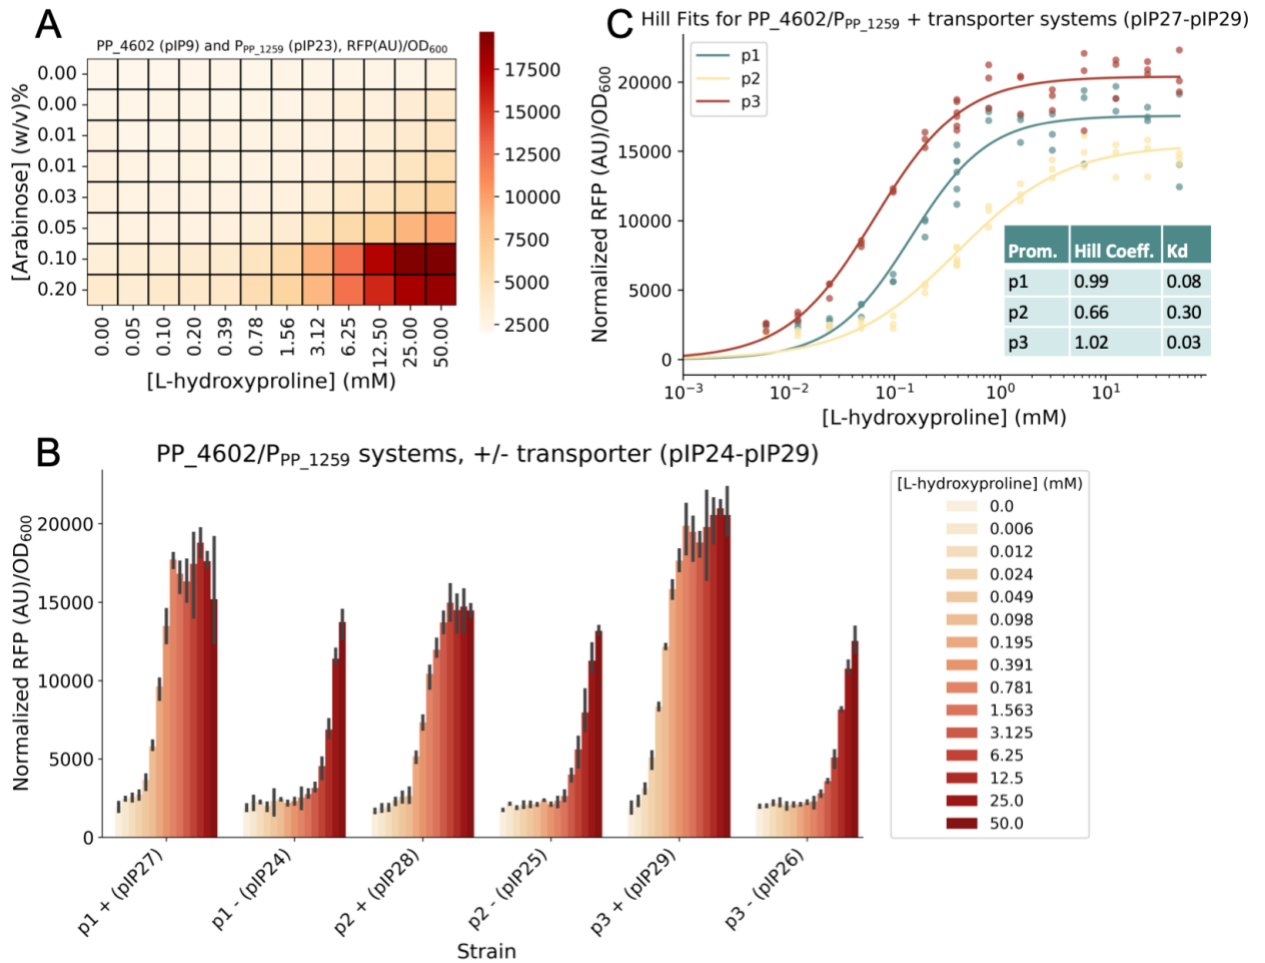 A
PP_4602 (pIP9) and PPP_1259 (pIP23), RFP(AU)/OD600
[Arabinose] (w/v)%
0.00
0.00
0.01
0.01
0.03
0.05
0.10
0.20
0.00 0.05 0.10 0.20 0.39 0.78 1.56 3.12 6.25 12.50 25.00 50.00
[L-hydroxyproline] (mM)
17500
15000
12500
10000
7500
5000
2500
C
Hill Fits for PP_4602/PPP_1259 + transporter systems (pIP27-pIP29)
p1
p2
p3
Normalized RFP (AU)/OD600
20000
15000
10000
5000
0
10−3 10−2 10−1 100 101
[L-hydroxyproline] (mM)
Prom. Hill Coeff. Kd
p1 0.99 0.08
p2 0.66 0.30
p3 1.02 0.03
B
PP_4602/PPP_1259 systems, +/- transporter (pIP24-pIP29)
Normalized RFP (AU)/OD600
20000
15000
10000
5000
0
p1 + (pIP27)
p1 - (pIP24)
p2 + (pIP28)
p2 - (pIP25)
p3 + (pIP29)
p3 - (pIP26)
Strain
[L-hydroxyproline] (mM)
0.0
0.006
0.012
0.024
0.049
0.098
0.195
0.391
0.781
1.563
3.125
6.25
12.5
25.0
50.0